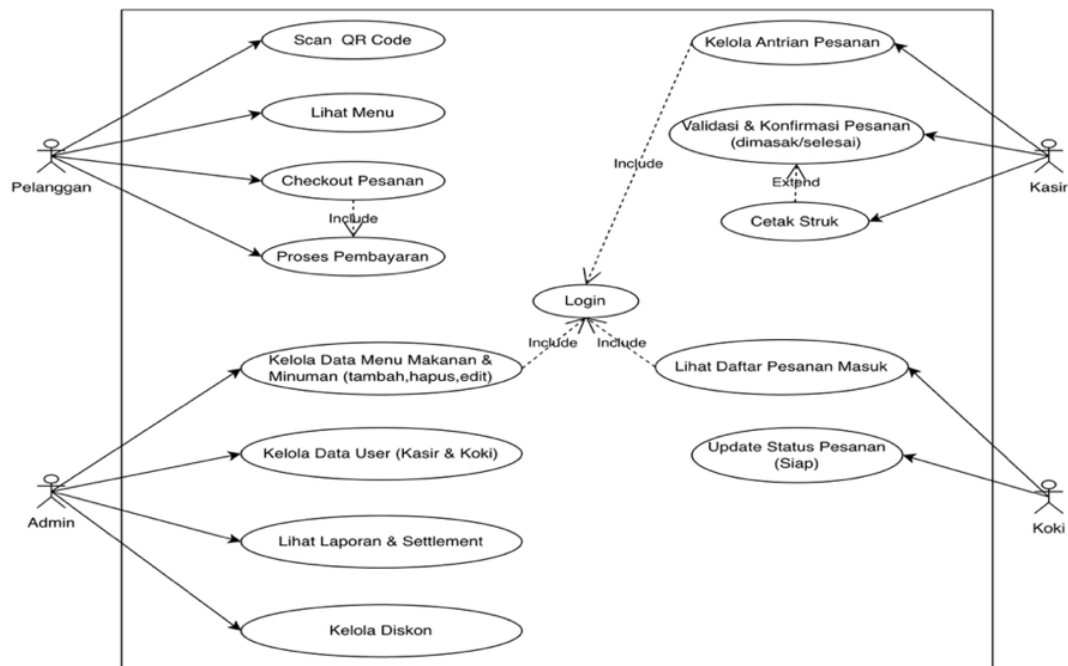 Scan QR Code
Lihat Menu
Pelanggan
Checkout Pesanan
Include
Proses Pembayaran
Kelola Antrian Pesanan
Validasi & Konfirmasi Pesanan
(dimasak/selesai)
Include
Extend
Kasir
Cetak Struk
Login
Include
Include
Kelola Data Menu Makanan &
Minuman (tambah,hapus,edit)
Kelola Data User (Kasir & Koki)
Admin
Lihat Laporan & Settlement
Kelola Diskon
Lihat Daftar Pesanan Masuk
Update Status Pesanan
(Siap)
Koki